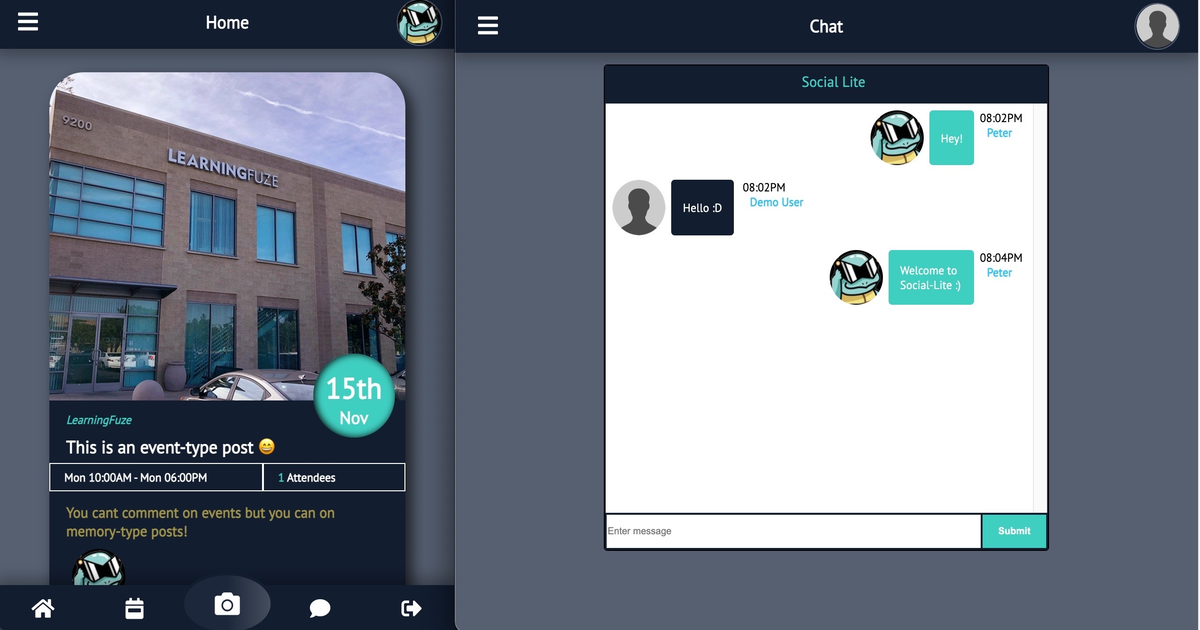 Home
9200
LEARNINGFUZE
15th
Nov
LearningFuze
This is an event-type post 😄
Mon 10:00AM - Mon 06:00PM
1 Attendees
You cant comment on events but you can on
memory-type posts!
Chat
Social Lite
Hey!
08:02PM
Peter
Hello :D
08:02PM
Demo User
Welcome to
Social-Lite :)
08:04PM
Peter
Enter message
Submit